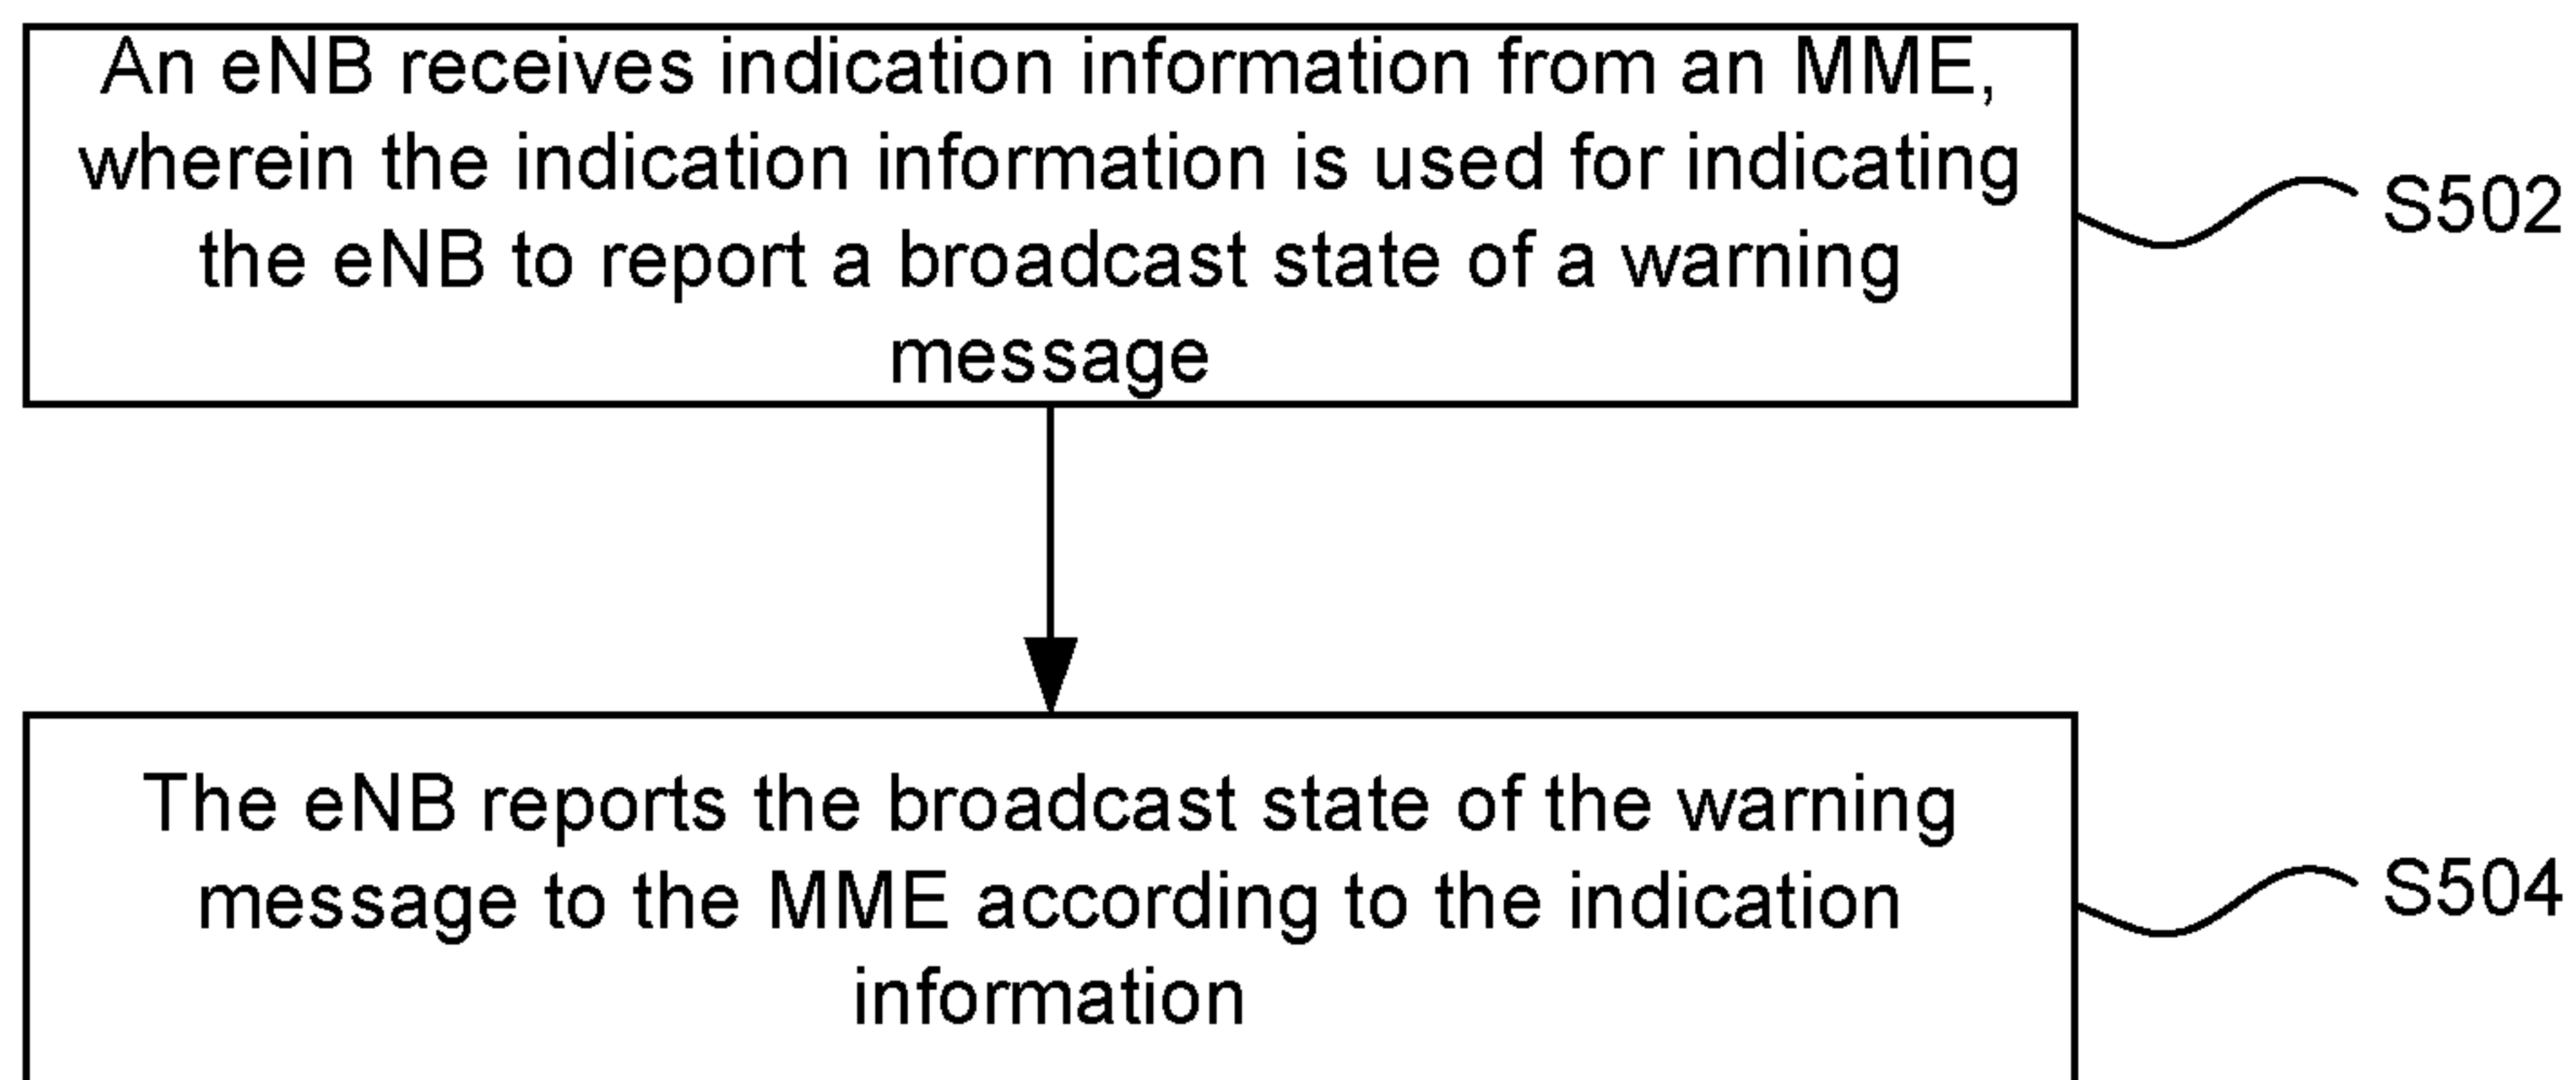 An eNB receives indication information from an MME,
wherein the indication information is used for indicating
the eNB to report a broadcast state of a warning
message
S502
The eNB reports the broadcast state of the warning
message to the MME according to the indication
information
S504